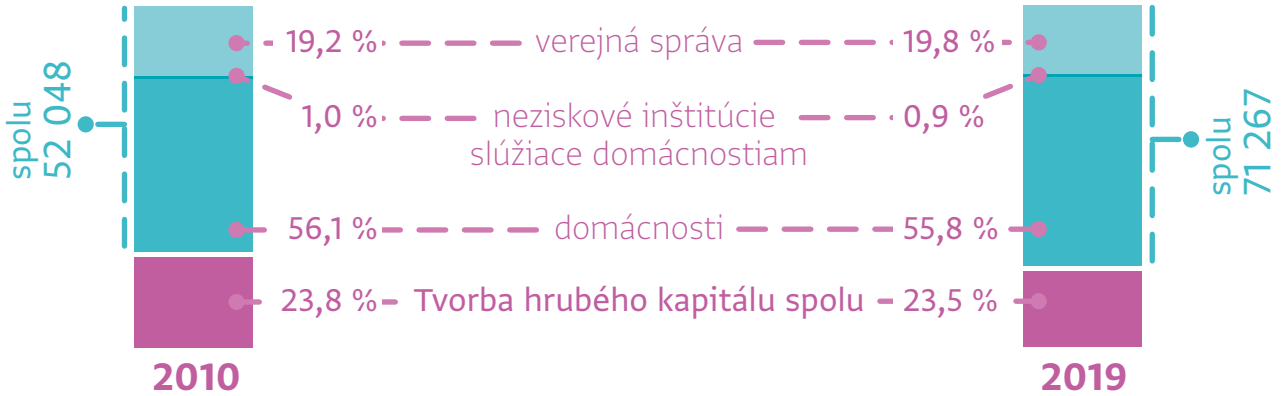 19,2 % verejná správa 19,8 %
spolu
52 048
1,0 % neziskové inštitúcie 0,9 %
slúžiace domácnostiam
spolu
71 267
56,1 % domácnosti 55,8 %
23,8 % Tvorba hrubého kapitálu spolu 23,5 %
2010 2019